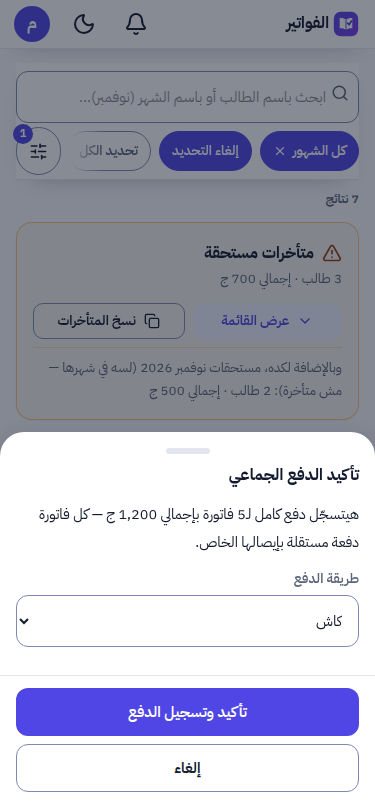 الفواتير
م
ابحث باسم الطالب أو باسم الشهر (نوفمبر)...
كل الشهور ×
إلغاء التحديد
تحديد الكل
1
7 نتائج
متأخرات مستحقة
3 طالب · إجمالي 700 ج
عرض القائمة
نسخ المتأخرات
وبالإضافة لكده، مستحقات نوفمبر 2026 (لسه في شهرها —
مش متأخرة): 2 طالب · إجمالي 500 ج
تأكيد الدفع الجماعي
هيتسجّل دفع كامل لـ5 فاتورة بإجمالي 1,200 ج — كل فاتورة
دفعة مستقلة بإيصالها الخاص.
طريقة الدفع
كاش
تأكيد وتسجيل الدفع
إلغاء